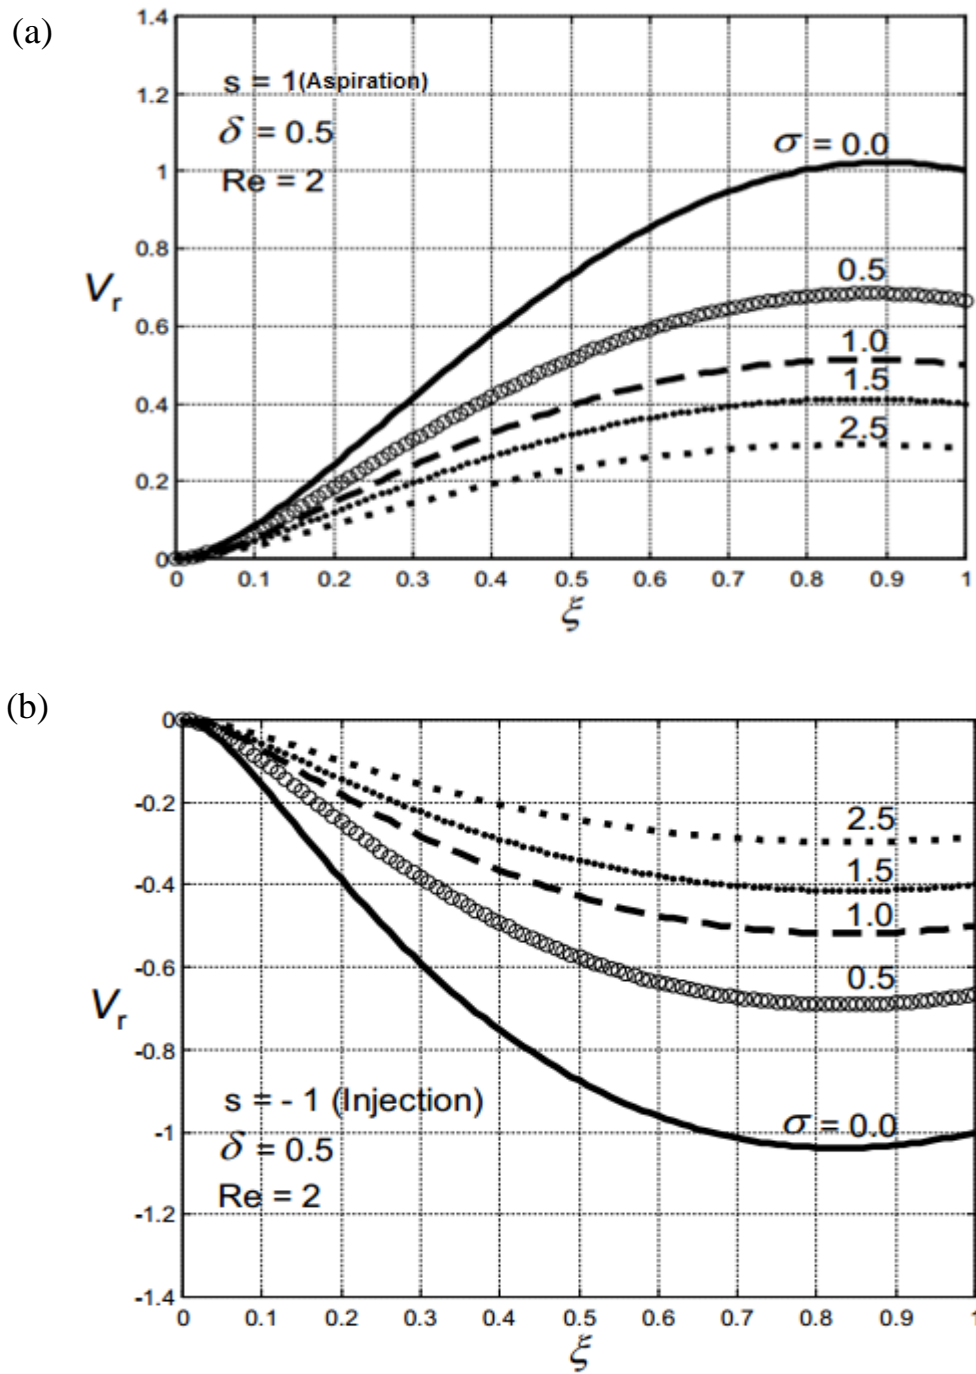 (a)
1.4
1.2
1
0.8
0.6
0.4
0.2
0
s = 1(Aspiration)
δ = 0.5
Re = 2
σ = 0.0
0.5
1.0
1.5
2.5
Vr
0 0.1 0.2 0.3 0.4 0.5 0.6 0.7 0.8 0.9 1
ξ
(b)
0
-0.2
-0.4
-0.6
-0.8
-1
-1.2
-1.4
2.5
1.5
1.0
0.5
σ = 0.0
Vr
s = - 1 (Injection)
δ = 0.5
Re = 2
0 0.1 0.2 0.3 0.4 0.5 0.6 0.7 0.8 0.9 1
ξ